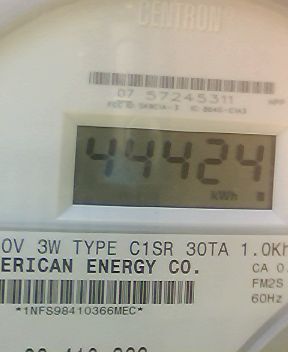 CENTRON
07 57245311
44424
kWh
0V 3W TYPE C1SR 30TA 1.0Kh
ERICAN ENERGY CO.
CA 0.
FM2S
60Hz
*1NFS98410366MEC*